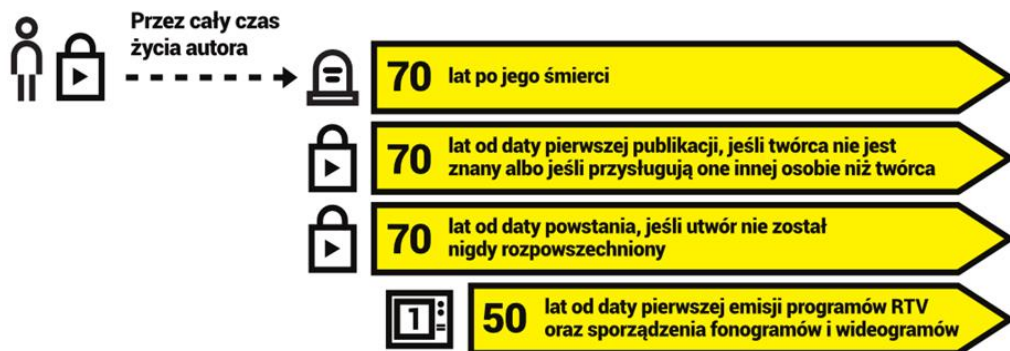 Przez cały czas
życia autora
70 lat po jego śmierci
70 lat od daty pierwszej publikacji, jeśli twórca nie jest
znany albo jeśli przysługują one innej osobie niż twórca
70 lat od daty powstania, jeśli utwór nie został
nigdy rozpowszechniony
1
50 lat od daty pierwszej emisji programów RTV
oraz sporządzenia fonogramów i wideogramów